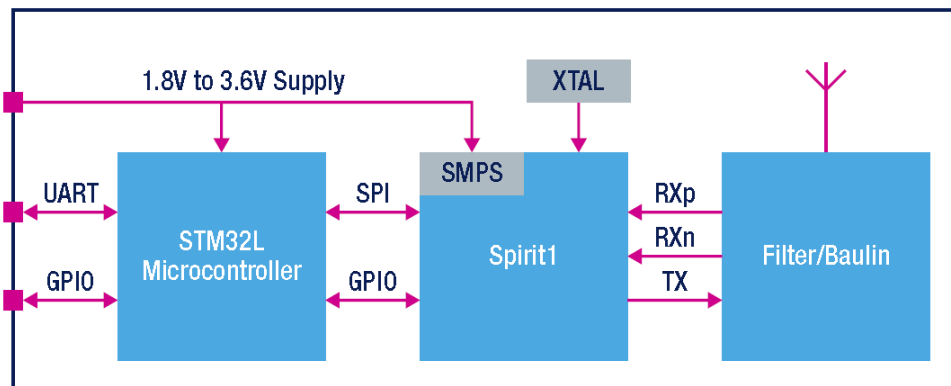 1.8V to 3.6V Supply
XTAL
SMPS
UART
SPI
RXp
STM32L
Microcontroller
Spirit1
RXn
Filter/Baulin
GPIO
GPIO
TX